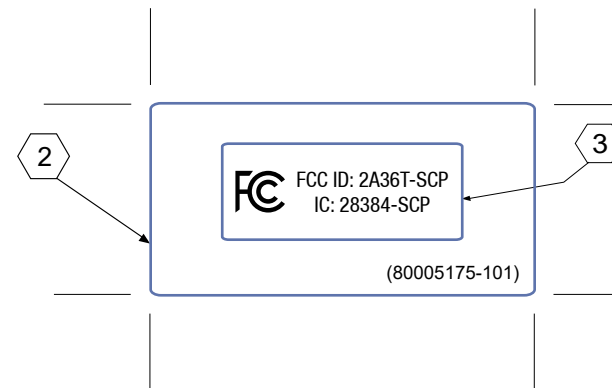 2
3
FC
FCC ID: 2A36T-SCP
IC: 28384-SCP
(80005175-101)